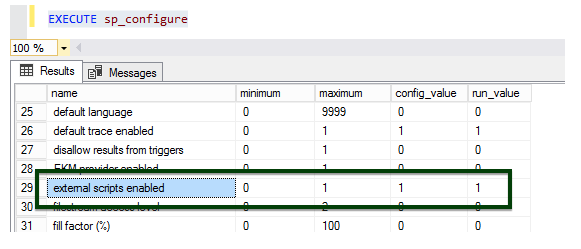 EXECUTE sp_configure
100 %
Results Messages
name minimum maximum config_value run_value
25 default language 0 9999 0 0
26 default trace enabled 0 1 1 1
27 disallow results from triggers 0 1 0 0
28 EKM provider enabled 0 1 0 0
29 external scripts enabled 0 1 1 1
30 filestream access level 0 2 0 0
31 fill factor (%) 0 100 0 0